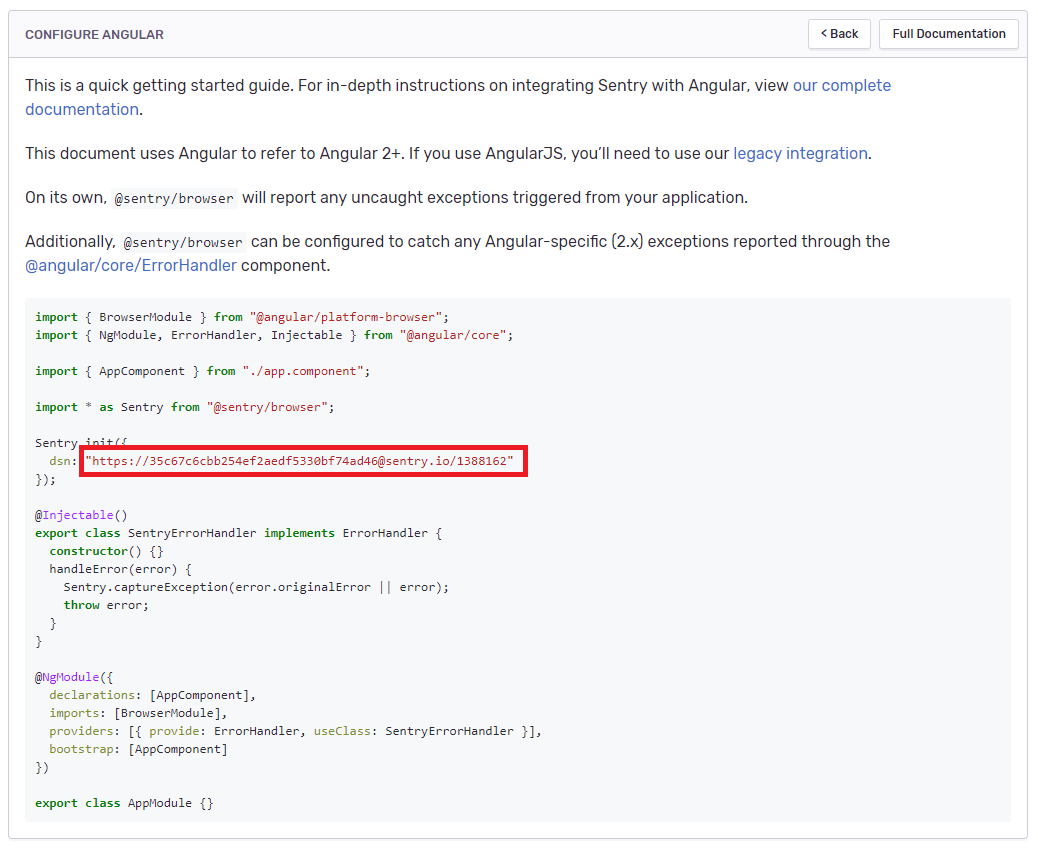 CONFIGURE ANGULAR
< Back
Full Documentation
This is a quick getting started guide. For in-depth instructions on integrating Sentry with Angular, view our complete
documentation.
This document uses Angular to refer to Angular 2+. If you use AngularJS, you’ll need to use our legacy integration.
On its own, @sentry/browser will report any uncaught exceptions triggered from your application.
Additionally, @sentry/browser can be configured to catch any Angular-specific (2.x) exceptions reported through the
@angular/core/ErrorHandler component.
import { BrowserModule } from "@angular/platform-browser";
import { NgModule, ErrorHandler, Injectable } from "@angular/core";
import { AppComponent } from "./app.component";
import * as Sentry from "@sentry/browser";
Sentry.init({
  dsn: "https://35c67c6cbb254ef2aedf5330bf74ad46@sentry.io/1388162"
});
@Injectable()
export class SentryErrorHandler implements ErrorHandler {
  constructor() {}
  handleError(error) {
    Sentry.captureException(error.originalError || error);
    throw error;
  }
}
@NgModule({
  declarations: [AppComponent],
  imports: [BrowserModule],
  providers: [{ provide: ErrorHandler, useClass: SentryErrorHandler }],
  bootstrap: [AppComponent]
})
export class AppModule {}